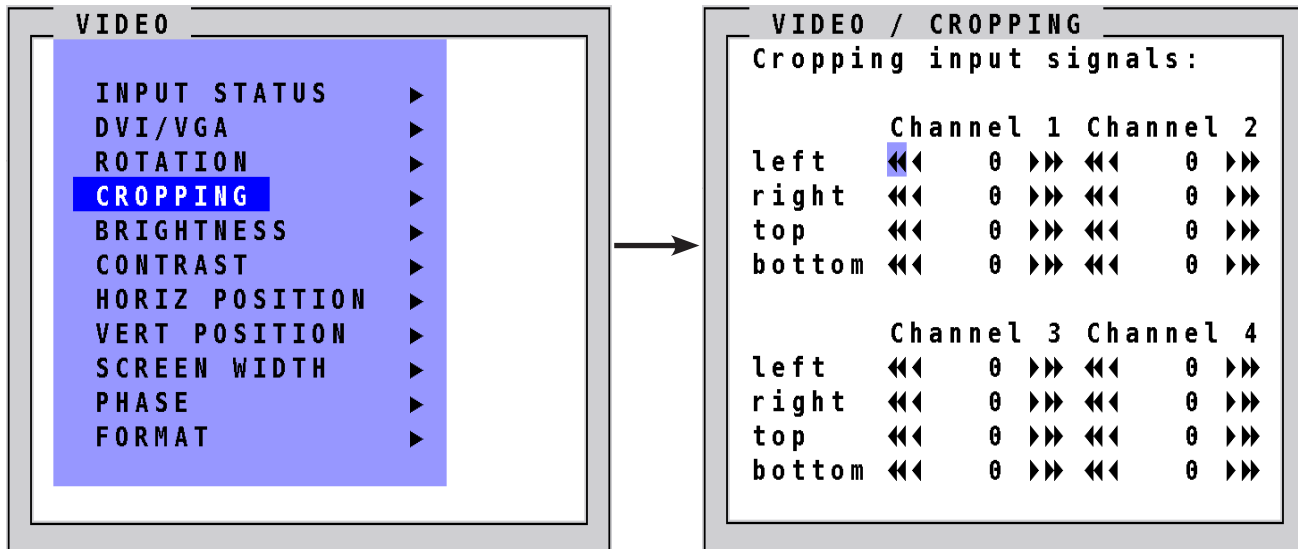 VIDEO
INPUT STATUS ▶
DVI/VGA ▶
ROTATION ▶
CROPPING ▶
BRIGHTNESS ▶
CONTRAST ▶
HORIZ POSITION ▶
VERT POSITION ▶
SCREEN WIDTH ▶
PHASE ▶
FORMAT ▶
VIDEO / CROPPING
Cropping input signals:
Channel 1 Channel 2
left ◀◀ ◀ 0 ▶ ▶▶ ◀◀ ◀ 0 ▶ ▶▶
right ◀◀ ◀ 0 ▶ ▶▶ ◀◀ ◀ 0 ▶ ▶▶
top ◀◀ ◀ 0 ▶ ▶▶ ◀◀ ◀ 0 ▶ ▶▶
bottom ◀◀ ◀ 0 ▶ ▶▶ ◀◀ ◀ 0 ▶ ▶▶
Channel 3 Channel 4
left ◀◀ ◀ 0 ▶ ▶▶ ◀◀ ◀ 0 ▶ ▶▶
right ◀◀ ◀ 0 ▶ ▶▶ ◀◀ ◀ 0 ▶ ▶▶
top ◀◀ ◀ 0 ▶ ▶▶ ◀◀ ◀ 0 ▶ ▶▶
bottom ◀◀ ◀ 0 ▶ ▶▶ ◀◀ ◀ 0 ▶ ▶▶